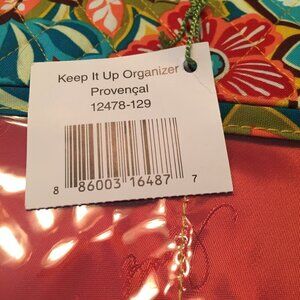 Keep It Up Organizer
Provençal
12478-129
8 86003 16487 7